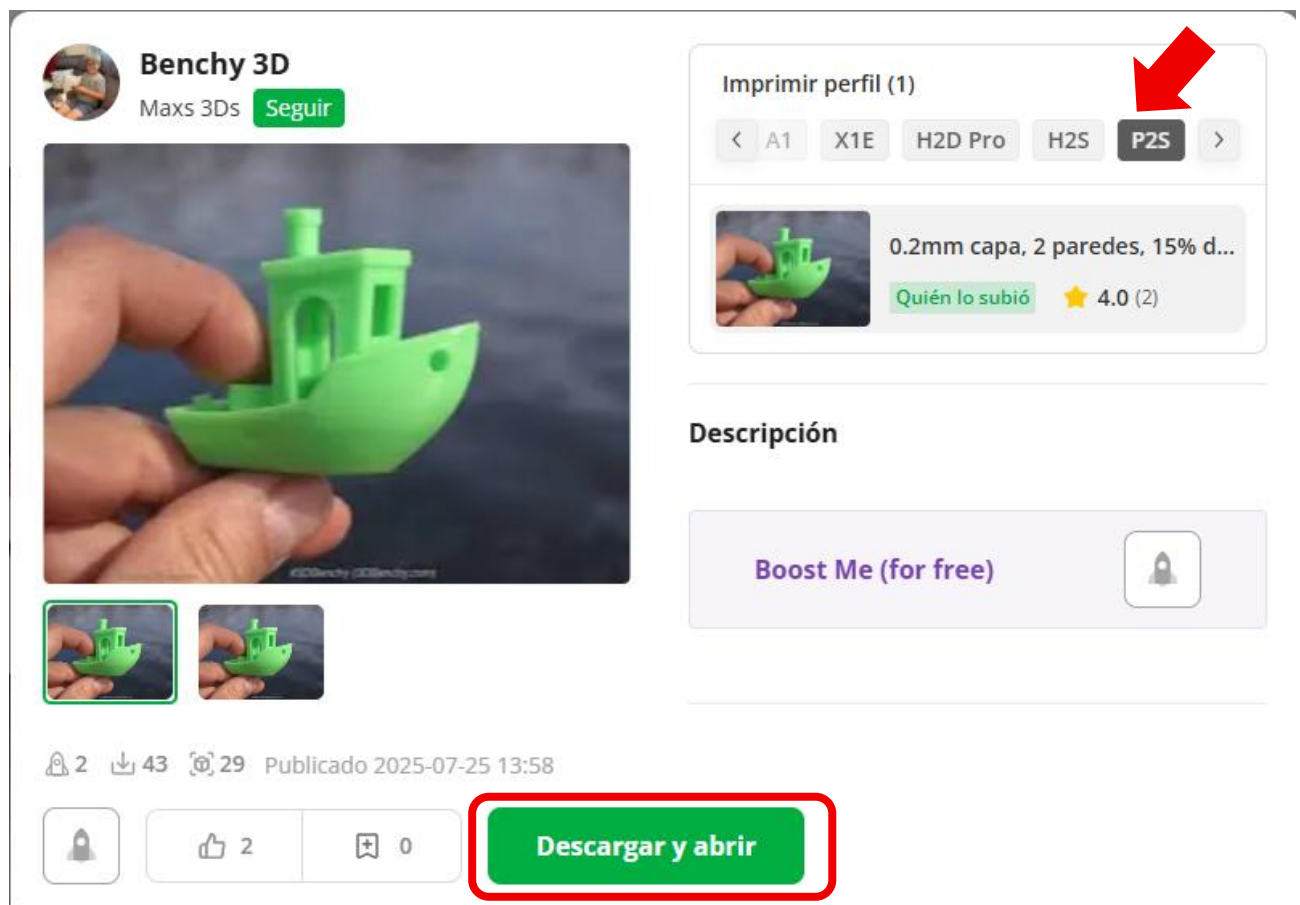 Benchy 3D
Maxs 3Ds Seguir
Imprimir perfil (1)
A1 X1E H2D Pro H2S P2S
0.2mm capa, 2 paredes, 15% d...
Quién lo subió 4.0 (2)
Descripción
Boost Me (for free)
2 43 29 Publicado 2025-07-25 13:58
2 0 Descargar y abrir